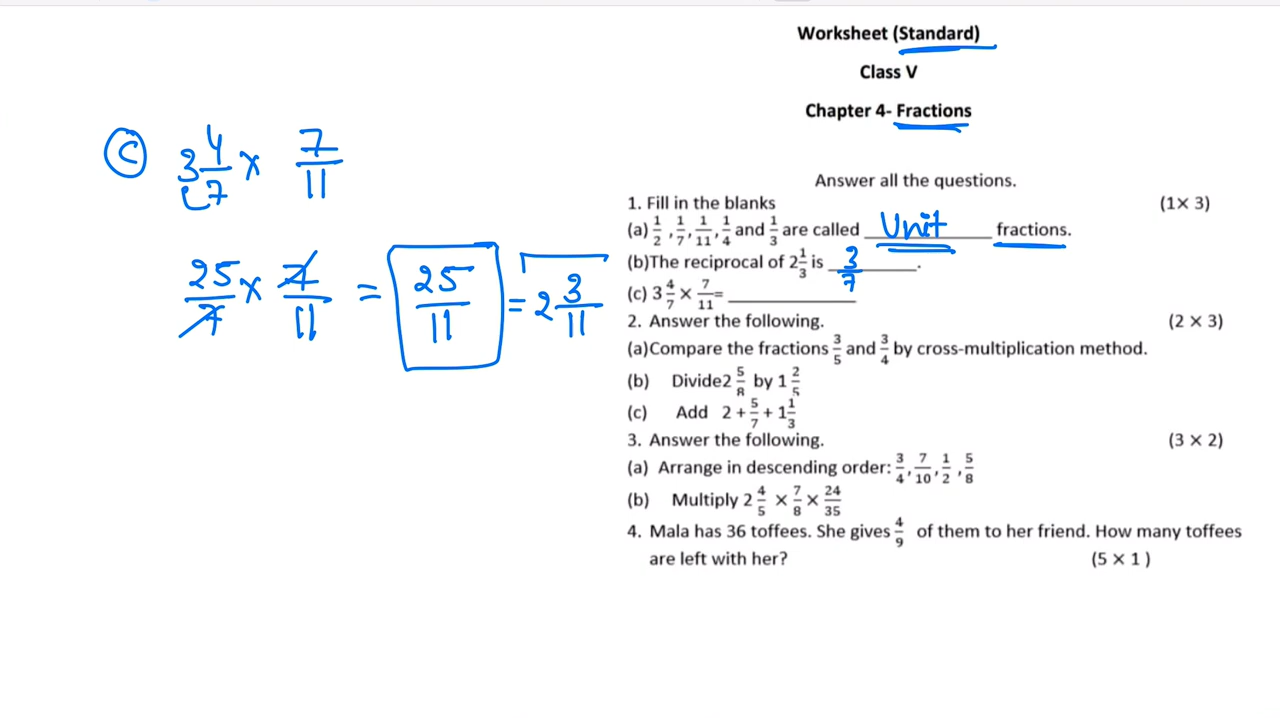 Worksheet (Standard)
Class V
Chapter 4- Fractions
Ⓒ 3 4/7 × 7/11
25/7 × 7/11 = 25/11 = 2 3/11
Answer all the questions.
1. Fill in the blanks (1× 3)
(a) 1/2 , 1/7 , 1/11 , 1/4 and 1/3 are called Unit fractions.
(b)The reciprocal of 2 1/3 is 3/7 .
(c) 3 4/7 × 7/11 = ______________
2. Answer the following. (2 × 3)
(a)Compare the fractions 3/5 and 3/4 by cross-multiplication method.
(b) Divide2 5/8 by 1 2/5
(c) Add 2 + 5/7 + 1 1/3
3. Answer the following. (3 × 2)
(a) Arrange in descending order: 3/4 , 7/10 , 1/2 , 5/8
(b) Multiply 2 4/5 × 7/8 × 24/35
4. Mala has 36 toffees. She gives 4/9 of them to her friend. How many toffees
are left with her? (5 × 1 )